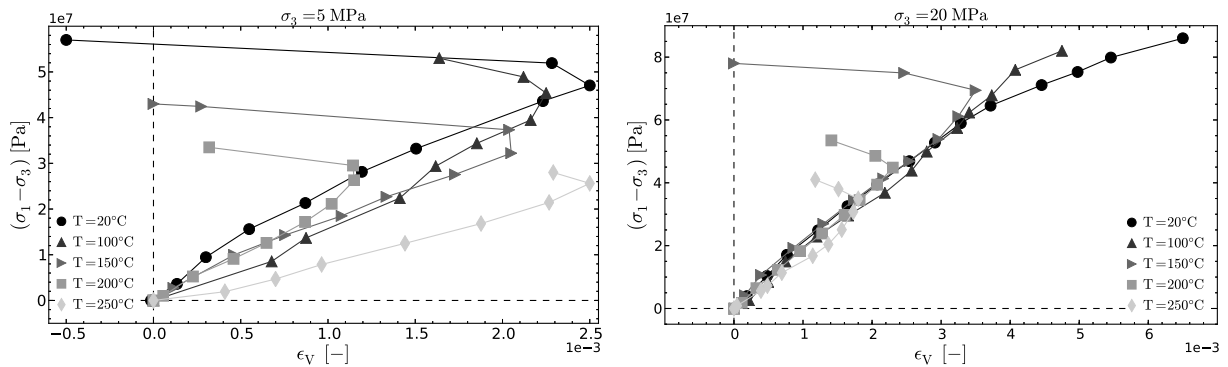 σ₃ = 5 MPa
1e7
5
4
3
2
1
0
(σ₁−σ₃) [Pa]
T = 20°C
T = 100°C
T = 150°C
T = 200°C
T = 250°C
−0.5 0.0 0.5 1.0 1.5 2.0 2.5
1e−3
ϵV [−]
σ₃ = 20 MPa
1e7
8
6
4
2
0
(σ₁−σ₃) [Pa]
T = 20°C
T = 100°C
T = 150°C
T = 200°C
T = 250°C
0 1 2 3 4 5 6 7
1e−3
ϵV [−]